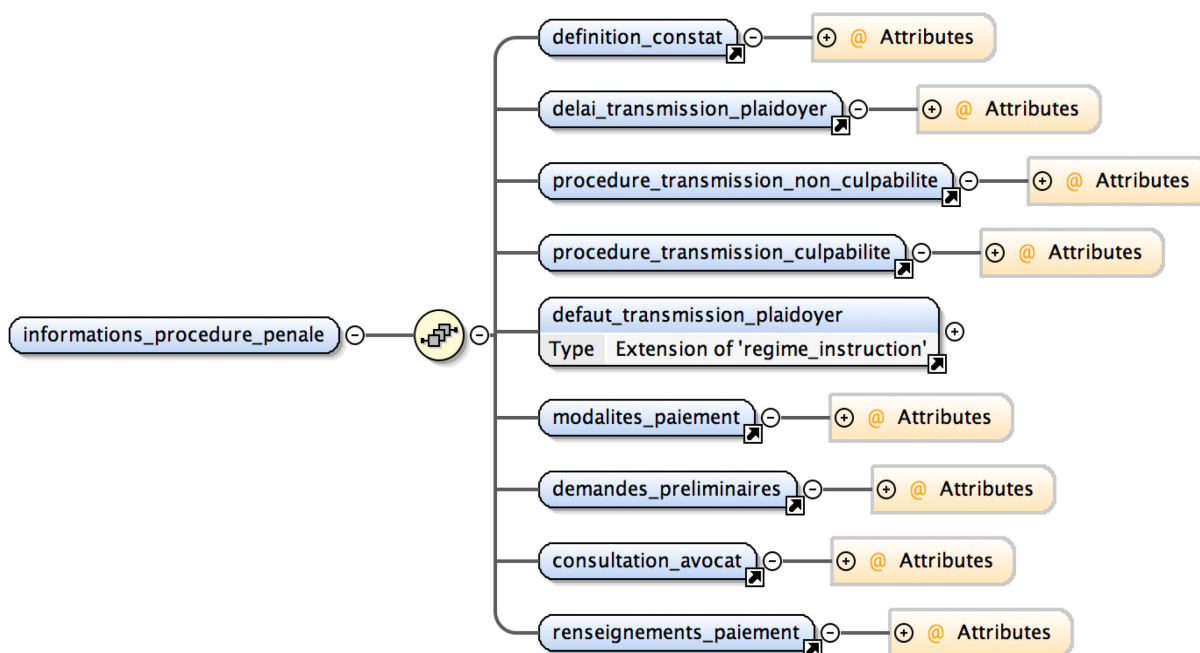 definition_constat
@ Attributes
delai_transmission_plaidoyer
@ Attributes
procedure_transmission_non_culpabilite
@ Attributes
procedure_transmission_culpabilite
@ Attributes
informations_procedure_penale
defaut_transmission_plaidoyer
Type Extension of 'regime_instruction'
modalites_paiement
@ Attributes
demandes_preliminaires
@ Attributes
consultation_avocat
@ Attributes
renseignements_paiement
@ Attributes